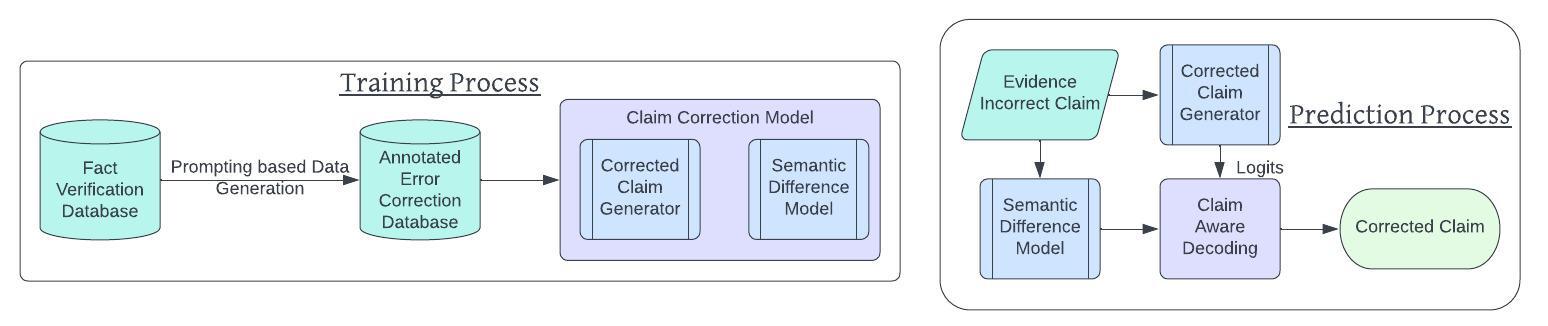 Training Process
Fact
Verification
Database
Prompting based Data
Generation
Annotated
Error
Correction
Database
Claim Correction Model
Corrected
Claim
Generator
Semantic
Difference
Model
Prediction Process
Evidence
Incorrect Claim
Corrected
Claim
Generator
Logits
Semantic
Difference
Model
Claim
Aware
Decoding
Corrected Claim